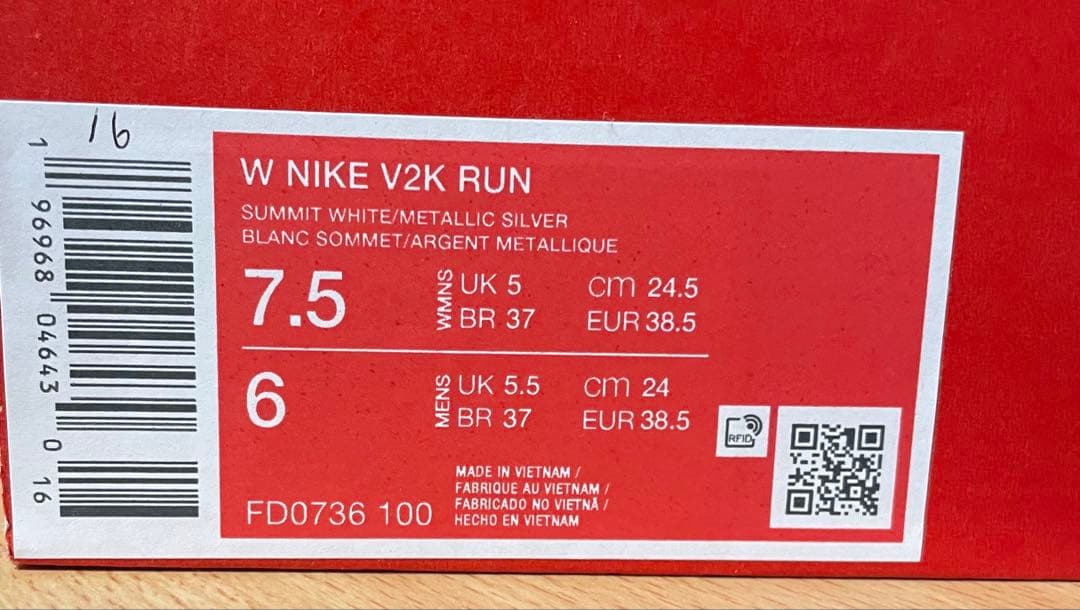 16
1 96968 04643 0 16
W NIKE V2K RUN
SUMMIT WHITE/METALLIC SILVER
BLANC SOMMET/ARGENT METALLIQUE
7.5 WMNS UK 5 cm 24.5
BR 37 EUR 38.5
6 MENS UK 5.5 cm 24
BR 37 EUR 38.5
RFID
MADE IN VIETNAM /
FABRIQUE AU VIETNAM /
FABRICADO NO VIETNÃ /
HECHO EN VIETNAM
FD0736 100